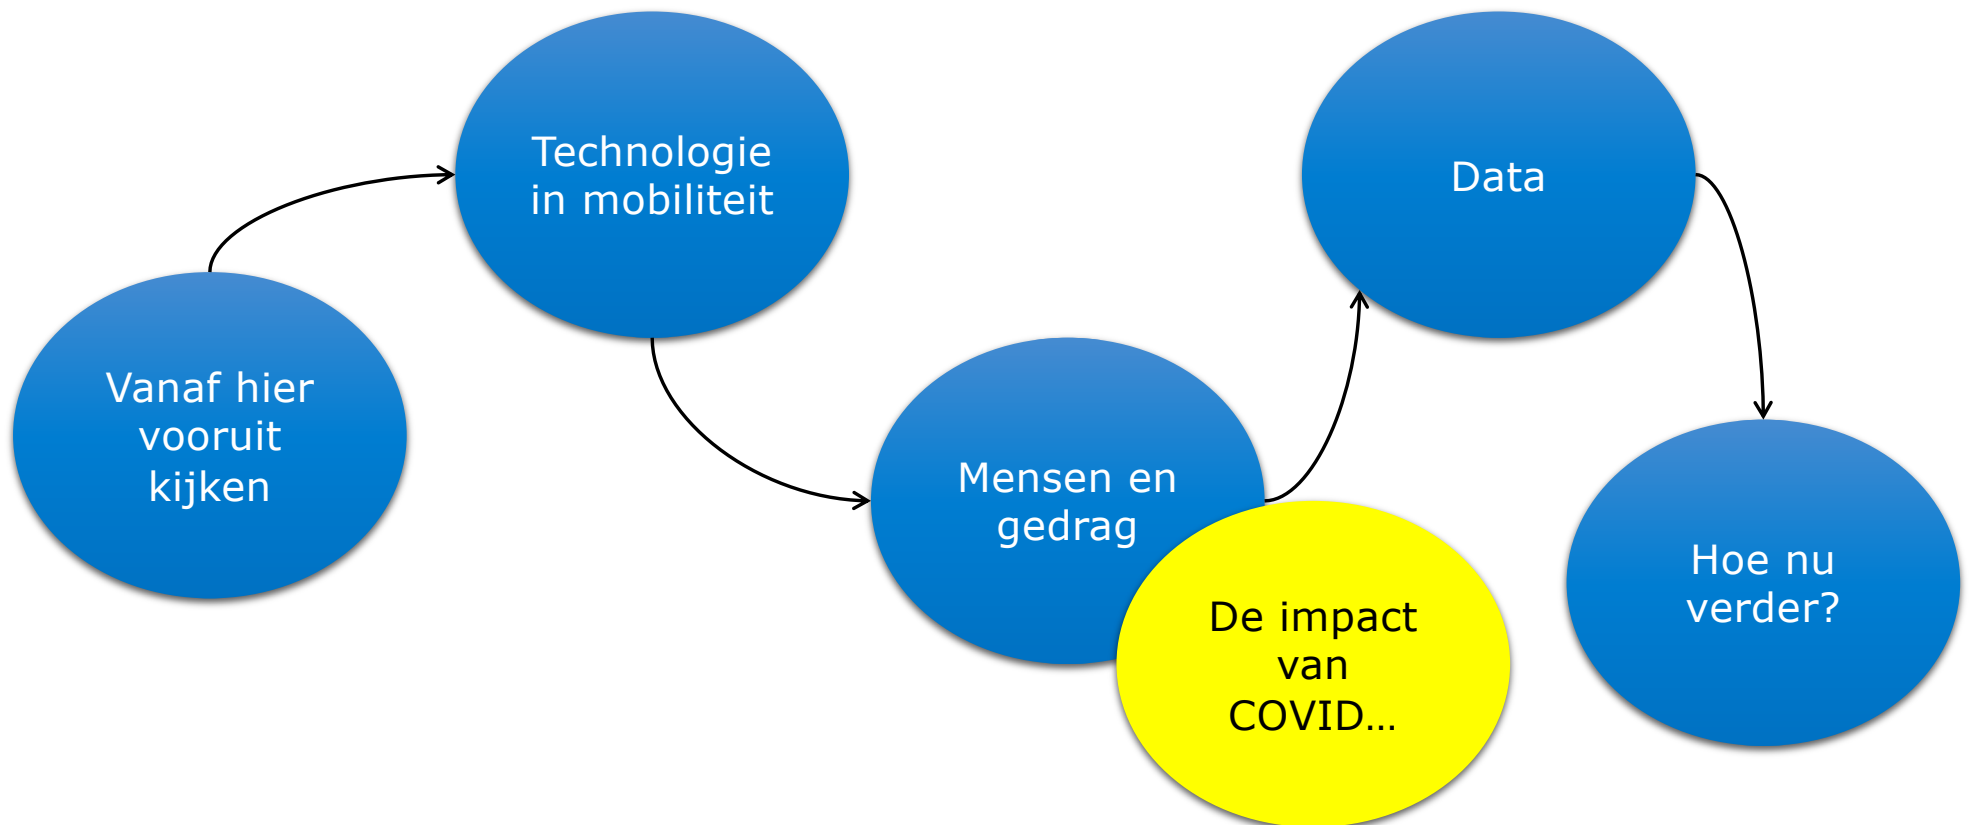 Vanaf hier
vooruit
kijken
Technologie
in mobiliteit
Mensen en
gedrag
De impact
van
COVID…
Data
Hoe nu
verder?